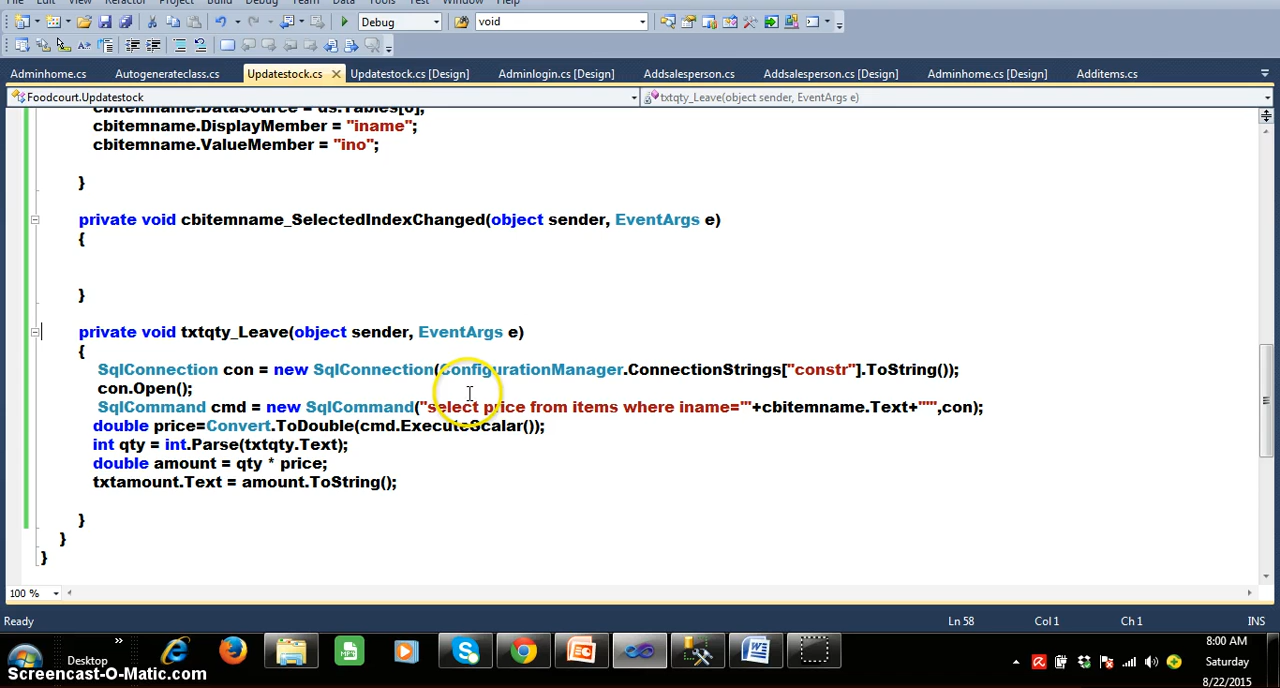 File Edit View Refactor Project Build Debug Team Data Tools Test Window Help
Debug void
Adminhome.cs Autogenerateclass.cs Updatestock.cs Updatestock.cs [Design] Adminlogin.cs [Design] Addsalesperson.cs Addsalesperson.cs [Design] Adminhome.cs [Design] Additems.cs
Foodcourt.Updatestock txtqty_Leave(object sender, EventArgs e)
cbitemname.DataSource = ds.Tables[0];
cbitemname.DisplayMember = "iname";
cbitemname.ValueMember = "ino";
}
private void cbitemname_SelectedIndexChanged(object sender, EventArgs e)
{
}
private void txtqty_Leave(object sender, EventArgs e)
{
SqlConnection con = new SqlConnection(ConfigurationManager.ConnectionStrings["constr"].ToString());
con.Open();
SqlCommand cmd = new SqlCommand("select price from items where iname='"+cbitemname.Text+"'",con);
double price=Convert.ToDouble(cmd.ExecuteScalar());
int qty = int.Parse(txtqty.Text);
double amount = qty * price;
txtamount.Text = amount.ToString();
}
}
}
100 %
Ready Ln 58 Col 1 Ch 1 INS
Desktop » 8:00 AM
Saturday
8/22/2015
Screencast-O-Matic.com